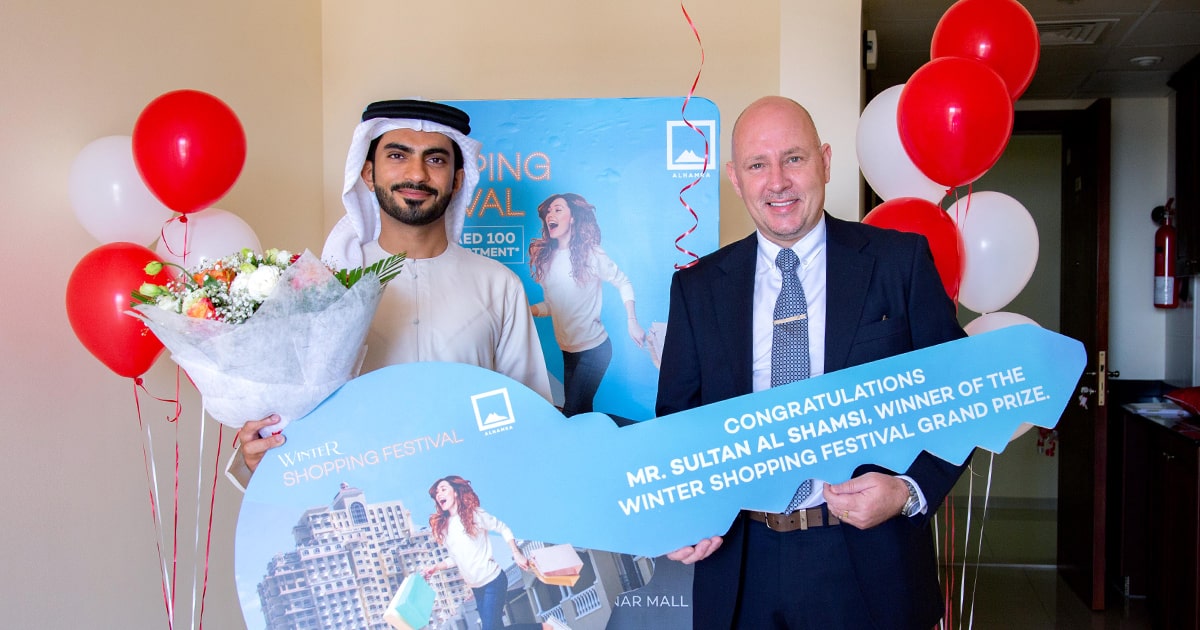 PING
VAL
ED 100
TMENT*
ALHAMRA
WINTER
SHOPPING FESTIVAL
ALHAMRA
CONGRATULATIONS
MR. SULTAN AL SHAMSI, WINNER OF THE
WINTER SHOPPING FESTIVAL GRAND PRIZE.
NAR MALL